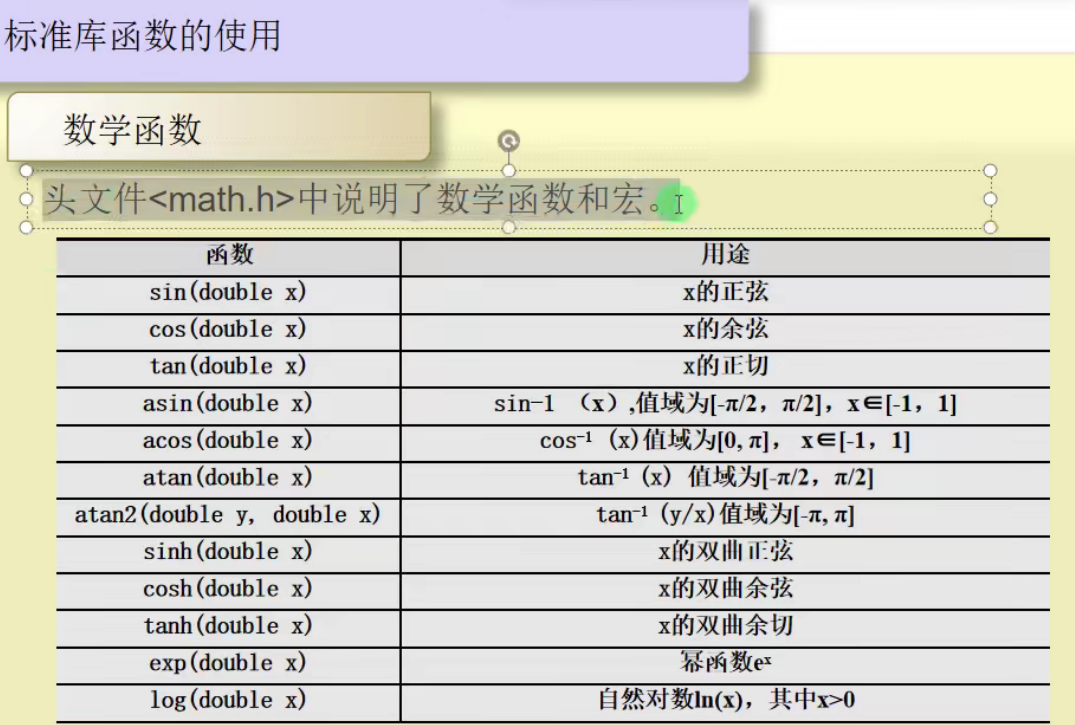 标准库函数的使用
数学函数
头文件<math.h>中说明了数学函数和宏。
函数 用途
sin(double x) x的正弦
cos(double x) x的余弦
tan(double x) x的正切
asin(double x) sin-1 （x）,值域为[-π/2，π/2]，x∈[-1，1]
acos(double x) cos⁻¹ (x)值域为[0,π]， x∈[-1，1]
atan(double x) tan⁻¹ (x) 值域为[-π/2，π/2]
atan2(double y, double x) tan⁻¹ (y/x)值域为[-π,π]
sinh(double x) x的双曲正弦
cosh(double x) x的双曲余弦
tanh(double x) x的双曲余切
exp(double x) 幂函数eˣ
log(double x) 自然对数ln(x)，其中x>0